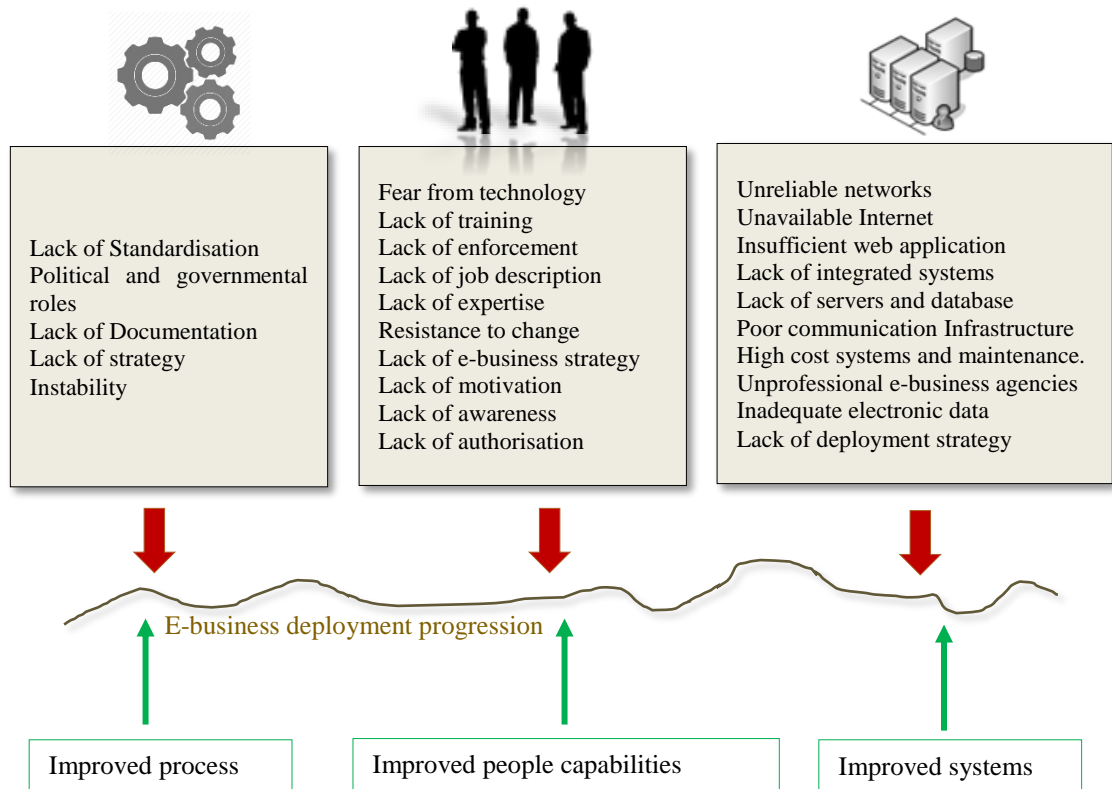 Lack of Standardisation
Political and governmental
roles
Lack of Documentation
Lack of strategy
Instability
Fear from technology
Lack of training
Lack of enforcement
Lack of job description
Lack of expertise
Resistance to change
Lack of e-business strategy
Lack of motivation
Lack of awareness
Lack of authorisation
Unreliable networks
Unavailable Internet
Insufficient web application
Lack of integrated systems
Lack of servers and database
Poor communication Infrastructure
High cost systems and maintenance.
Unprofessional e-business agencies
Inadequate electronic data
Lack of deployment strategy
E-business deployment progression
Improved process
Improved people capabilities
Improved systems